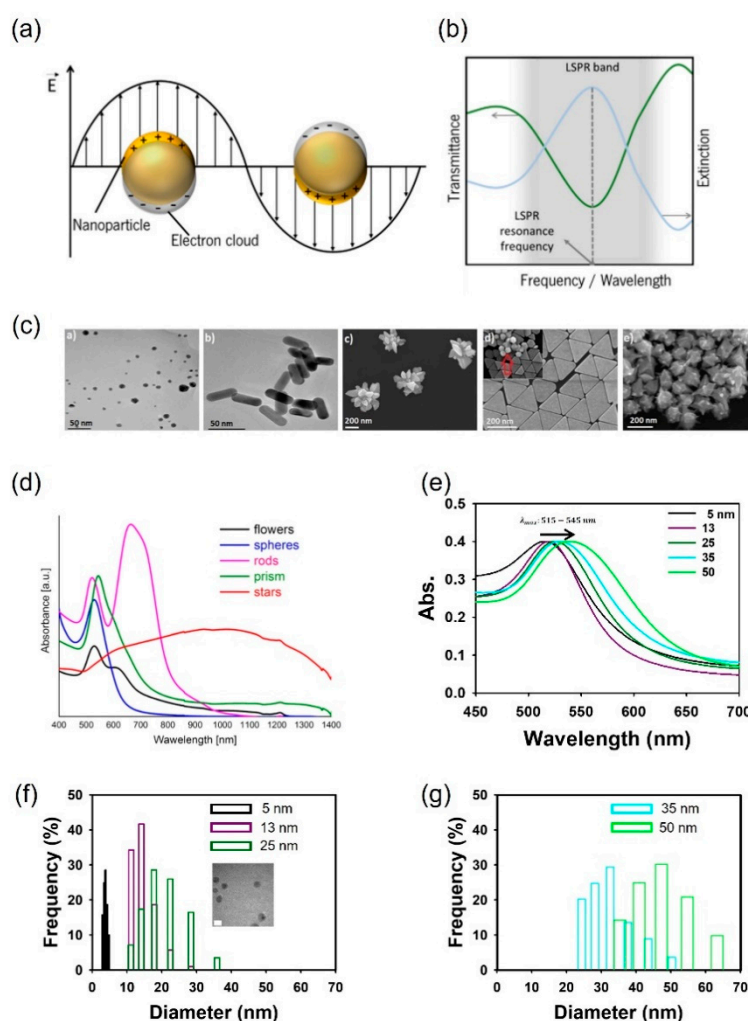 (a)
E
Nanoparticle
Electron cloud
(b)
LSPR band
Transmittance
Extinction
LSPR
resonance
frequency
Frequency / Wavelength
(c)
a)
50 nm
b)
50 nm
c)
200 nm
d)
200 nm
e)
200 nm
(d)
Absorbance [a.u.]
flowers
spheres
rods
prism
stars
400 500 600 700 800 900 1000 1100 1200 1300 1400
Wavelength [nm]
(e)
λmax: 515 – 545 nm
5 nm
13
25
35
50
Abs.
0.4
0.3
0.2
0.1
0.0
450 500 550 600 650 700
Wavelength (nm)
(f)
Frequency (%)
50
40
30
20
10
0
5 nm
13 nm
25 nm
0 10 20 30 40 50 60 70
Diameter (nm)
(g)
Frequency (%)
50
40
30
20
10
0
35 nm
50 nm
0 10 20 30 40 50 60 70
Diameter (nm)